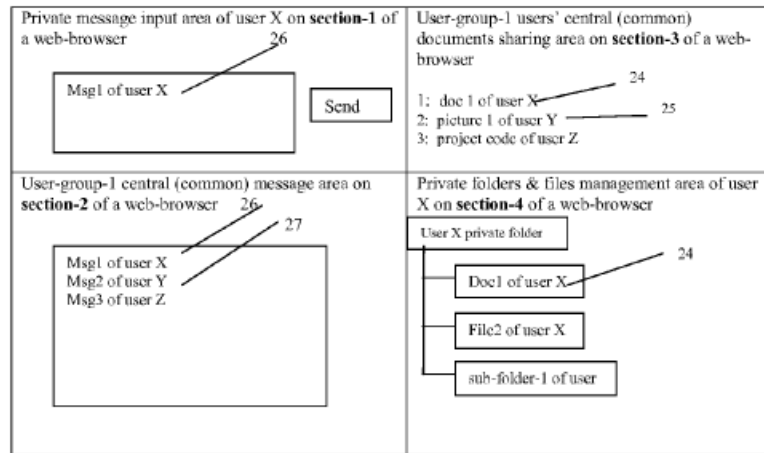 Private message input area of user X on section-1 of
a web-browser
26
Msg1 of user X
Send
User-group-1 users' central (common)
documents sharing area on section-3 of a web-
browser
24
1: doc 1 of user X
25
2: picture 1 of user Y
3: project code of user Z
User-group-1 central (common) message area on
section-2 of a web-browser
26
27
Msg1 of user X
Msg2 of user Y
Msg3 of user Z
Private folders & files management area of user
X on section-4 of a web-browser
User X private folder
24
Doc1 of user X
File2 of user X
sub-folder-1 of user